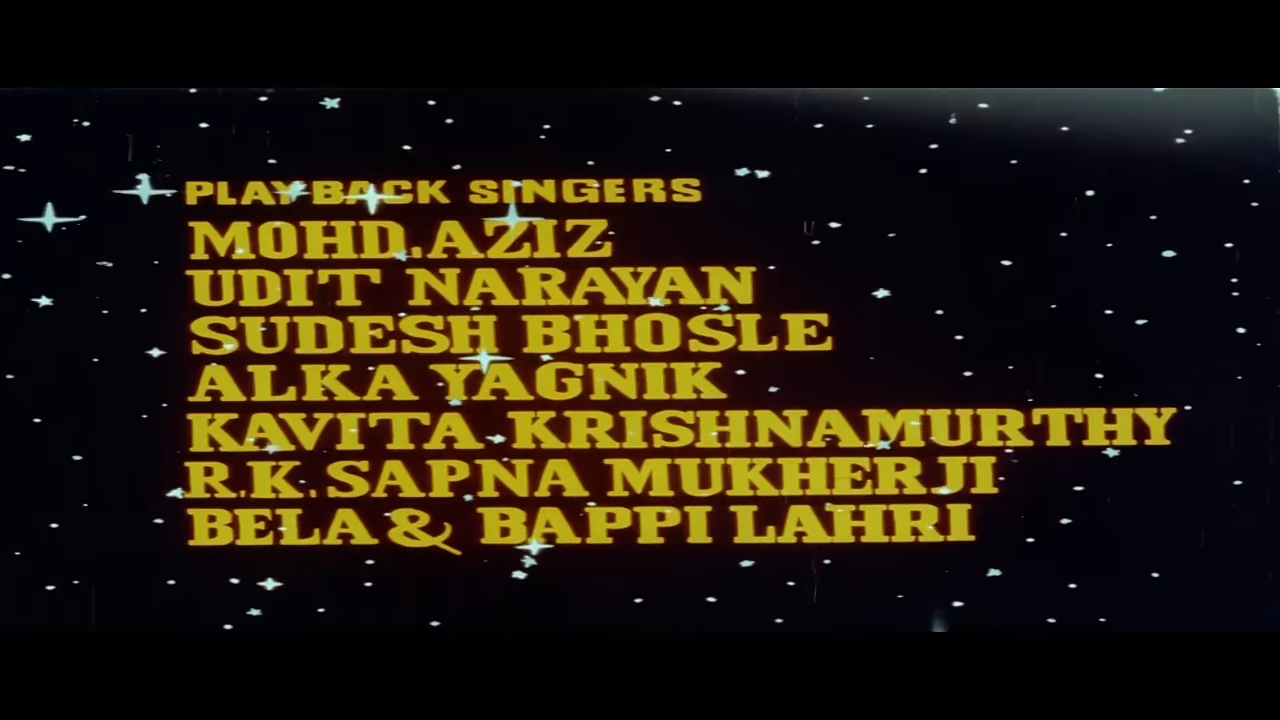 PLAYBACK SINGERS
MOHD.AZIZ
UDIT NARAYAN
SUDESH BHOSLE
ALKA YAGNIK
KAVITA KRISHNAMURTHY
R.K.SAPNA MUKHERJI
BELA & BAPPI LAHRI